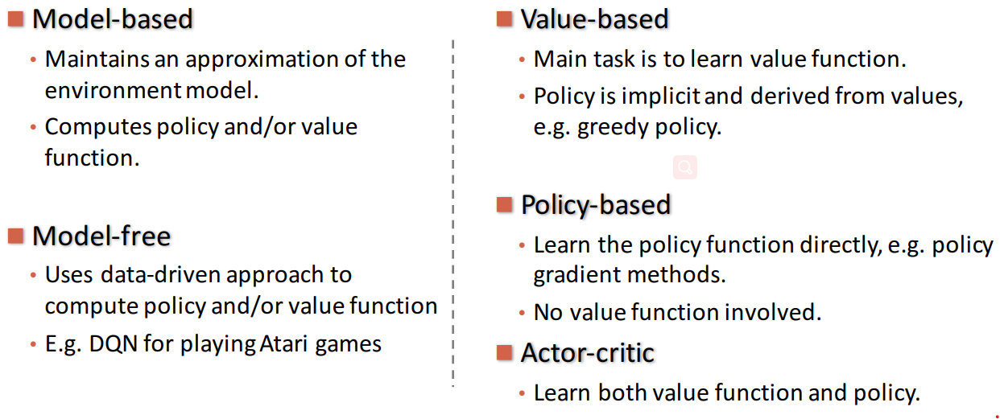 Model-based
• Maintains an approximation of the
environment model.
• Computes policy and/or value
function.
Model-free
• Uses data-driven approach to
compute policy and/or value function
• E.g. DQN for playing Atari games
Value-based
• Main task is to learn value function.
• Policy is implicit and derived from values,
e.g. greedy policy.
Policy-based
• Learn the policy function directly, e.g. policy
gradient methods.
• No value function involved.
Actor-critic
• Learn both value function and policy.